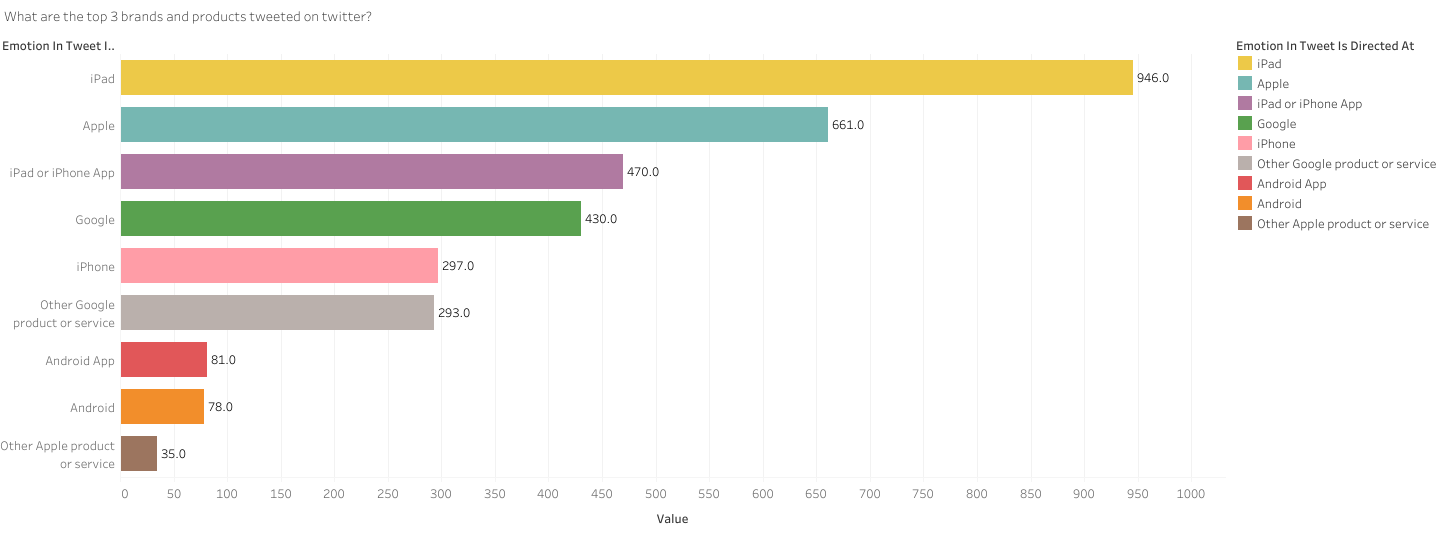 What are the top 3 brands and products tweeted on twitter?
Emotion In Tweet I..
iPad
946.0
Apple
661.0
iPad or iPhone App
470.0
Google
430.0
iPhone
297.0
Other Google
product or service
293.0
Android App
81.0
Android
78.0
Other Apple product
or service
35.0
0 50 100 150 200 250 300 350 400 450 500 550 600 650 700 750 800 850 900 950 1000
Value
Emotion In Tweet Is Directed At
iPad
Apple
iPad or iPhone App
Google
iPhone
Other Google product or service
Android App
Android
Other Apple product or service